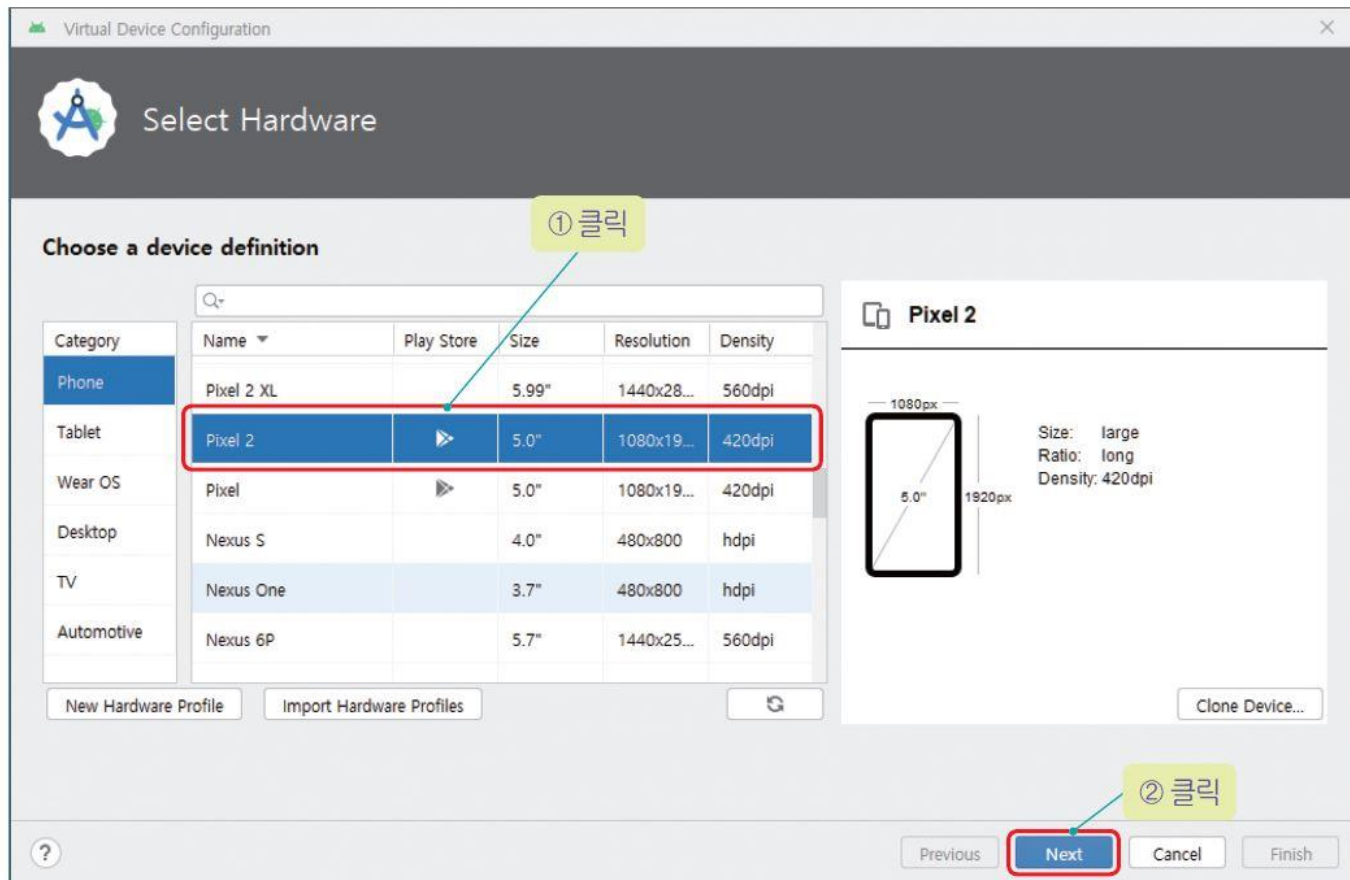 Virtual Device Configuration
Select Hardware
① 클릭
Choose a device definition
Category
Phone
Tablet
Wear OS
Desktop
TV
Automotive
Name Play Store Size Resolution Density
Pixel 2 XL 5.99" 1440x28... 560dpi
Pixel 2 5.0" 1080x19... 420dpi
Pixel 5.0" 1080x19... 420dpi
Nexus S 4.0" 480x800 hdpi
Nexus One 3.7" 480x800 hdpi
Nexus 6P 5.7" 1440x25... 560dpi
New Hardware Profile Import Hardware Profiles
Pixel 2
1080px
5.0" 1920px
Size: large
Ratio: long
Density: 420dpi
Clone Device...
② 클릭
? Previous Next Cancel Finish